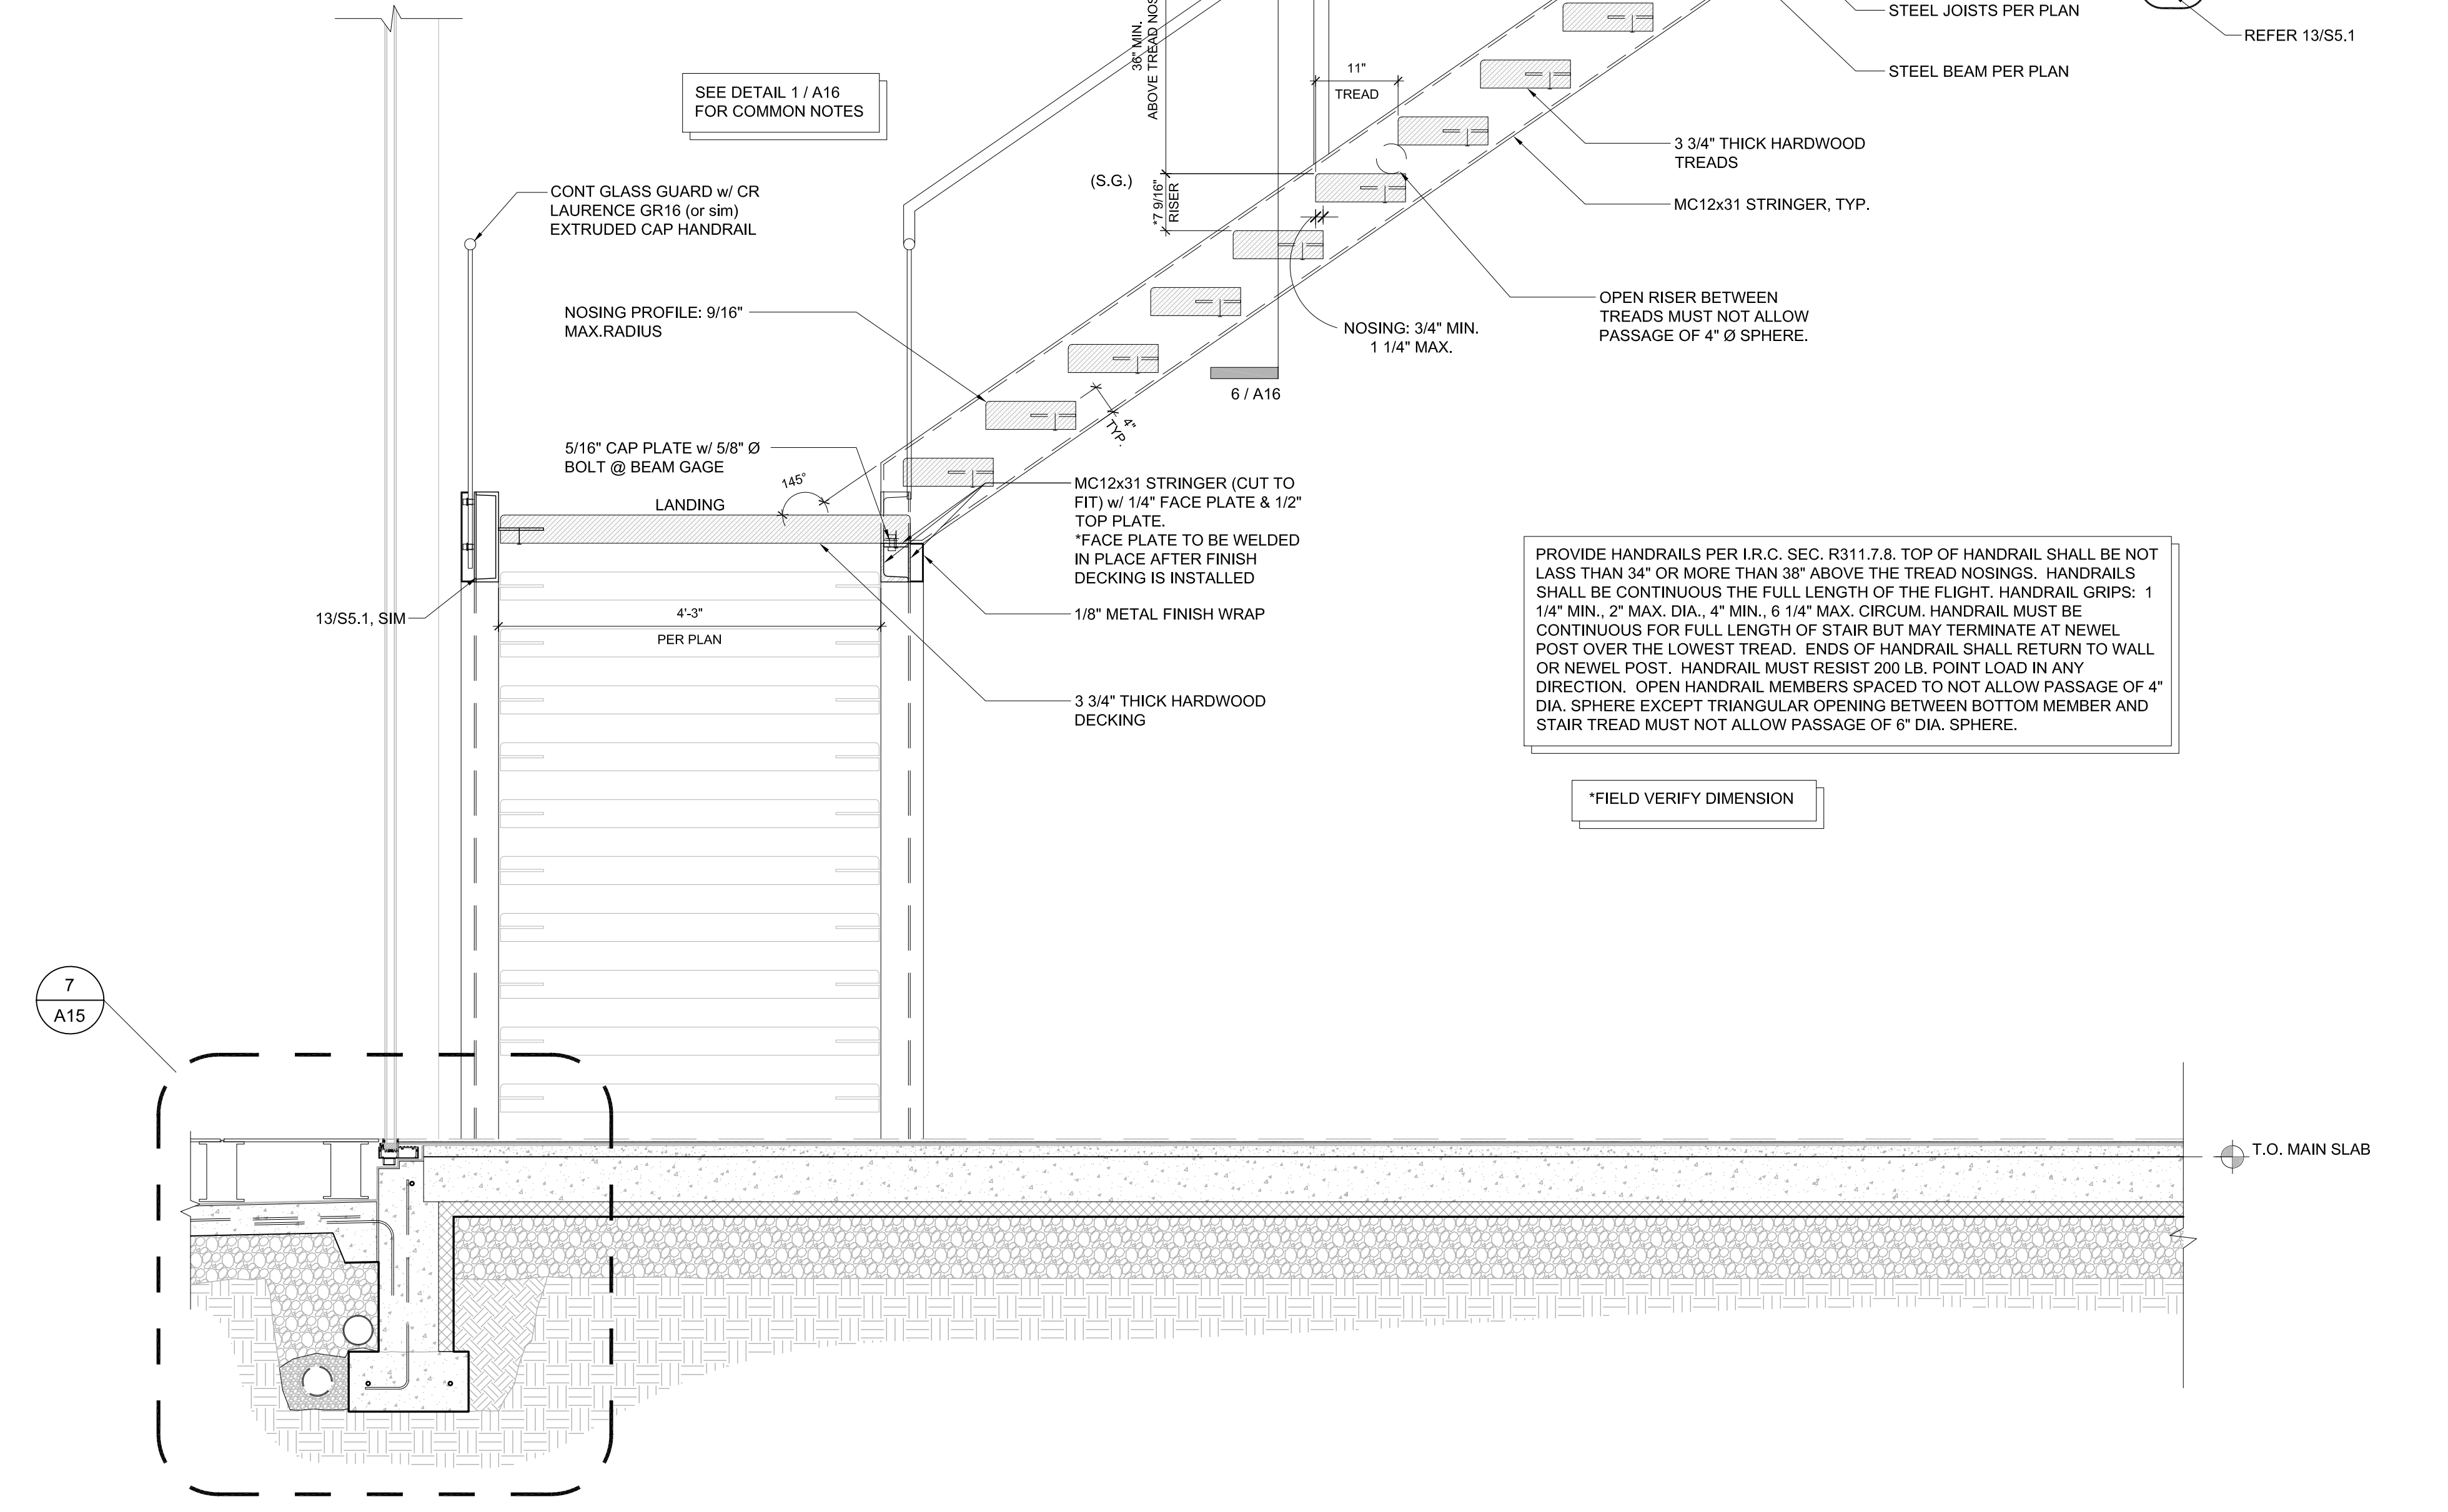 STEEL JOISTS PER PLAN
REFER 13/S5.1
STEEL BEAM PER PLAN
36" MIN.
ABOVE TREAD NOS
11"
TREAD
SEE DETAIL 1 / A16
FOR COMMON NOTES
3 3/4" THICK HARDWOOD
TREADS
(S.G.)
*7 9/16"
RISER
MC12x31 STRINGER, TYP.
CONT GLASS GUARD w/ CR
LAURENCE GR16 (or sim)
EXTRUDED CAP HANDRAIL
OPEN RISER BETWEEN
TREADS MUST NOT ALLOW
PASSAGE OF 4" Ø SPHERE.
NOSING PROFILE: 9/16"
MAX.RADIUS
NOSING: 3/4" MIN.
1 1/4" MAX.
6 / A16
4"
TYP.
5/16" CAP PLATE w/ 5/8" Ø
BOLT @ BEAM GAGE
145°
LANDING
MC12x31 STRINGER (CUT TO
FIT) w/ 1/4" FACE PLATE & 1/2"
TOP PLATE.
*FACE PLATE TO BE WELDED
IN PLACE AFTER FINISH
DECKING IS INSTALLED
13/S5.1, SIM
4'-3"
PER PLAN
1/8" METAL FINISH WRAP
3 3/4" THICK HARDWOOD
DECKING
PROVIDE HANDRAILS PER I.R.C. SEC. R311.7.8. TOP OF HANDRAIL SHALL BE NOT
LASS THAN 34" OR MORE THAN 38" ABOVE THE TREAD NOSINGS. HANDRAILS
SHALL BE CONTINUOUS THE FULL LENGTH OF THE FLIGHT. HANDRAIL GRIPS: 1
1/4" MIN., 2" MAX. DIA., 4" MIN., 6 1/4" MAX. CIRCUM. HANDRAIL MUST BE
CONTINUOUS FOR FULL LENGTH OF STAIR BUT MAY TERMINATE AT NEWEL
POST OVER THE LOWEST TREAD. ENDS OF HANDRAIL SHALL RETURN TO WALL
OR NEWEL POST. HANDRAIL MUST RESIST 200 LB. POINT LOAD IN ANY
DIRECTION. OPEN HANDRAIL MEMBERS SPACED TO NOT ALLOW PASSAGE OF 4"
DIA. SPHERE EXCEPT TRIANGULAR OPENING BETWEEN BOTTOM MEMBER AND
STAIR TREAD MUST NOT ALLOW PASSAGE OF 6" DIA. SPHERE.
*FIELD VERIFY DIMENSION
7
A15
T.O. MAIN SLAB